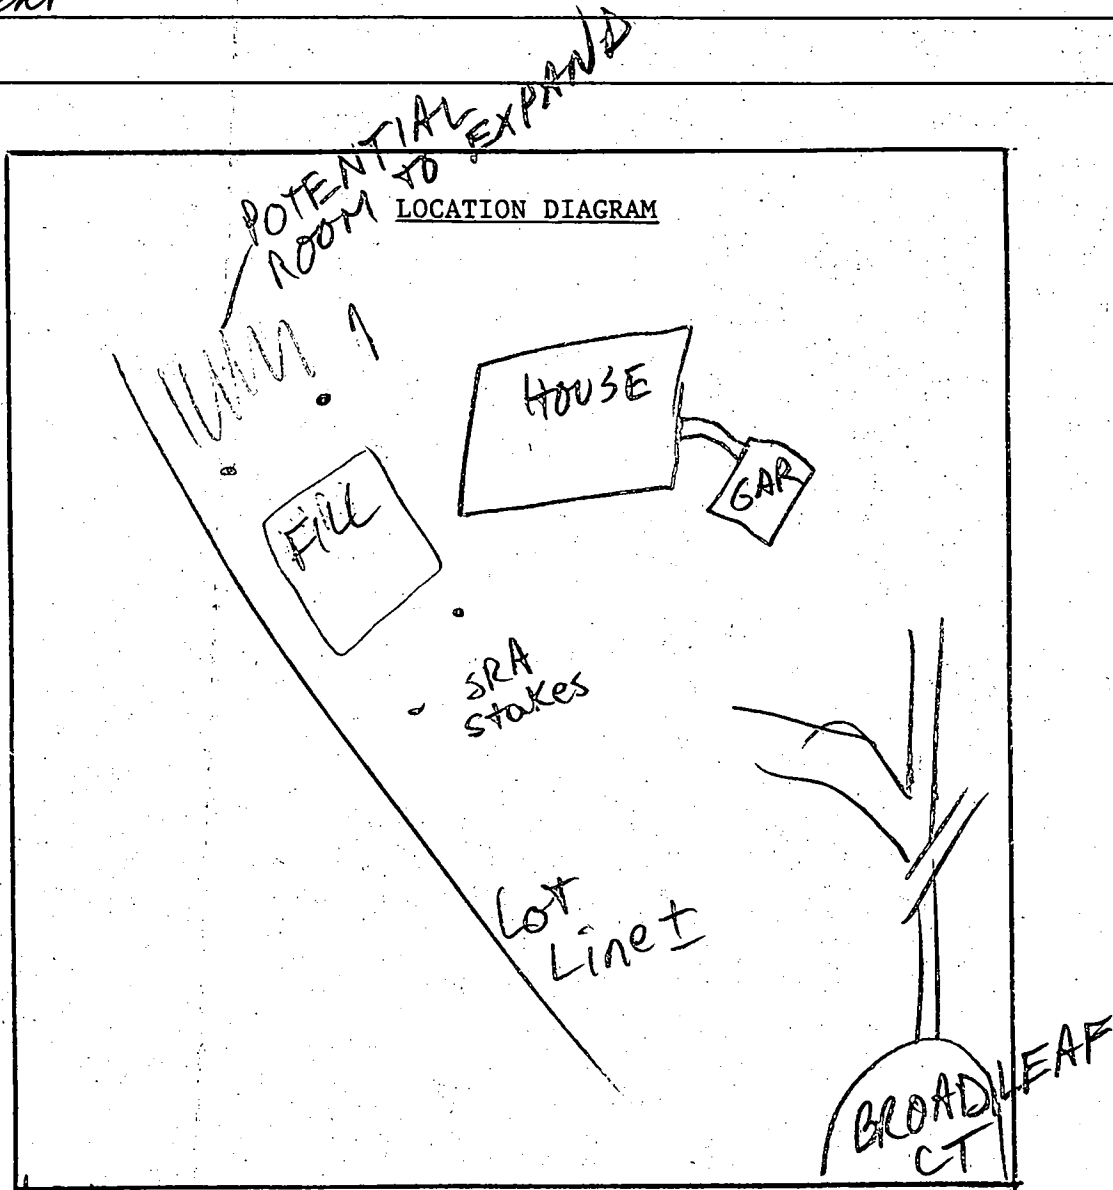 POTENTIAL
ROOM TO EXPAND
LOCATION DIAGRAM
HOUSE
GAR
FILL
SRA
stakes
Lot
Line ±
BROADLEAF
CT